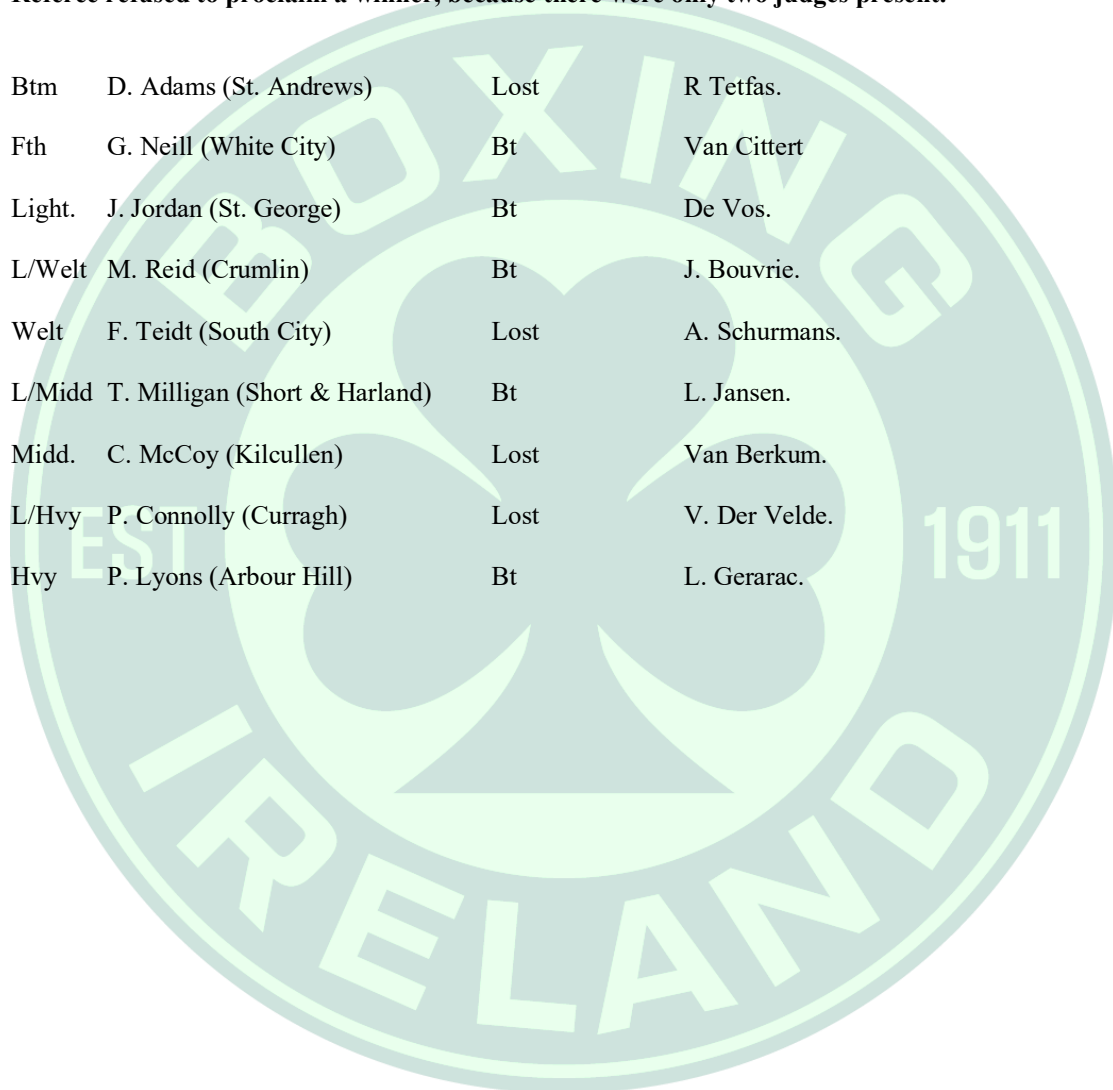 Referee refused to proclaim a winner, because there were only two judges present.
Btm D. Adams (St. Andrews) Lost R Tetfas.
Fth G. Neill (White City) Bt Van Cittert
Light. J. Jordan (St. George) Bt De Vos.
L/Welt M. Reid (Crumlin) Bt J. Bouvrie.
Welt F. Teidt (South City) Lost A. Schurmans.
L/Midd T. Milligan (Short & Harland) Bt L. Jansen.
Midd. C. McCoy (Kilcullen) Lost Van Berkum.
L/Hvy P. Connolly (Curragh) Lost V. Der Velde.
Hvy P. Lyons (Arbour Hill) Bt L. Gerarac.
BOXING
EST 1911
IRELAND